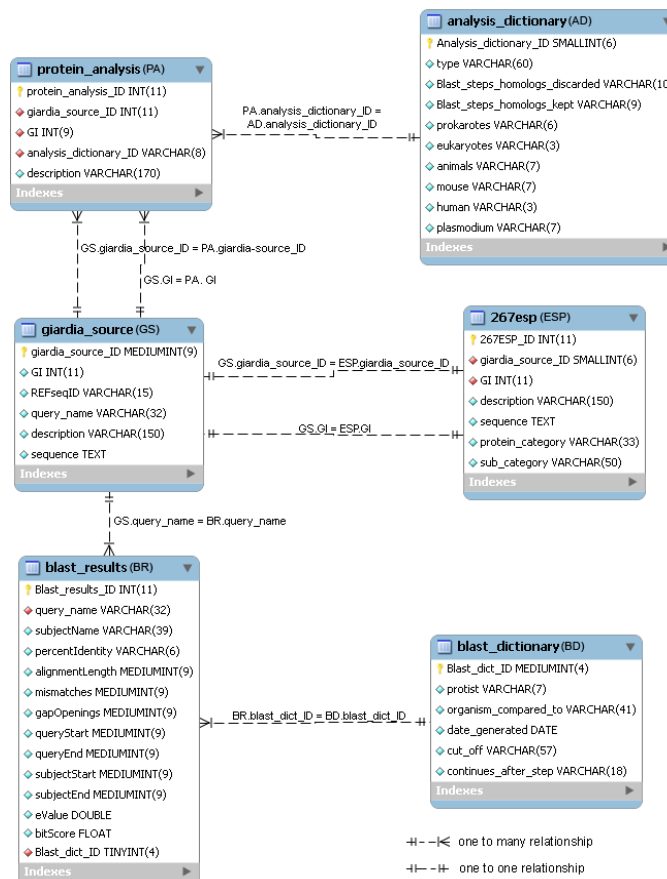 analysis_dictionary (AD)
Analysis_dictionary_ID SMALLINT(6)
type VARCHAR(60)
Blast_steps_homologs_discarded VARCHAR(10
Blast_steps_homologs_kept VARCHAR(9)
prokarotes VARCHAR(6)
eukaryotes VARCHAR(3)
animals VARCHAR(7)
mouse VARCHAR(7)
human VARCHAR(3)
plasmodium VARCHAR(7)
Indexes
protein_analysis (PA)
protein_analysis_ID INT(11)
giardia_source_ID INT(11)
GI INT(9)
analysis_dictionary_ID VARCHAR(8)
description VARCHAR(170)
Indexes
PA.analysis_dictionary_ID =
AD.analysis_dictionary_ID
GS.giardia_source_ID = PA.giardia-source_ID
GS.GI = PA. GI
giardia_source (GS)
giardia_source_ID MEDIUMINT(9)
GI INT(11)
REFseqID VARCHAR(15)
query_name VARCHAR(32)
description VARCHAR(150)
sequence TEXT
Indexes
GS.giardia_source_ID = ESP.giardia_source_ID
GS.GI = ESP.GI
267esp (ESP)
267ESP_ID INT(11)
giardia_source_ID SMALLINT(6)
GI INT(11)
description VARCHAR(150)
sequence TEXT
protein_category VARCHAR(33)
sub_category VARCHAR(50)
Indexes
GS.query_name = BR.query_name
blast_results (BR)
Blast_results_ID INT(11)
query_name VARCHAR(32)
subjectName VARCHAR(39)
percentIdentity VARCHAR(6)
alignmentLength MEDIUMINT(9)
mismatches MEDIUMINT(9)
gapOpenings MEDIUMINT(9)
queryStart MEDIUMINT(9)
queryEnd MEDIUMINT(9)
subjectStart MEDIUMINT(9)
subjectEnd MEDIUMINT(9)
eValue DOUBLE
bitScore FLOAT
Blast_dict_ID TINYINT(4)
Indexes
BR.blast_dict_ID = BD.blast_dict_ID
blast_dictionary (BD)
Blast_dict_ID MEDIUMINT(4)
protist VARCHAR(7)
organism_compared_to VARCHAR(41)
date_generated DATE
cut_off VARCHAR(57)
continues_after_step VARCHAR(18)
Indexes
one to many relationship
one to one relationship